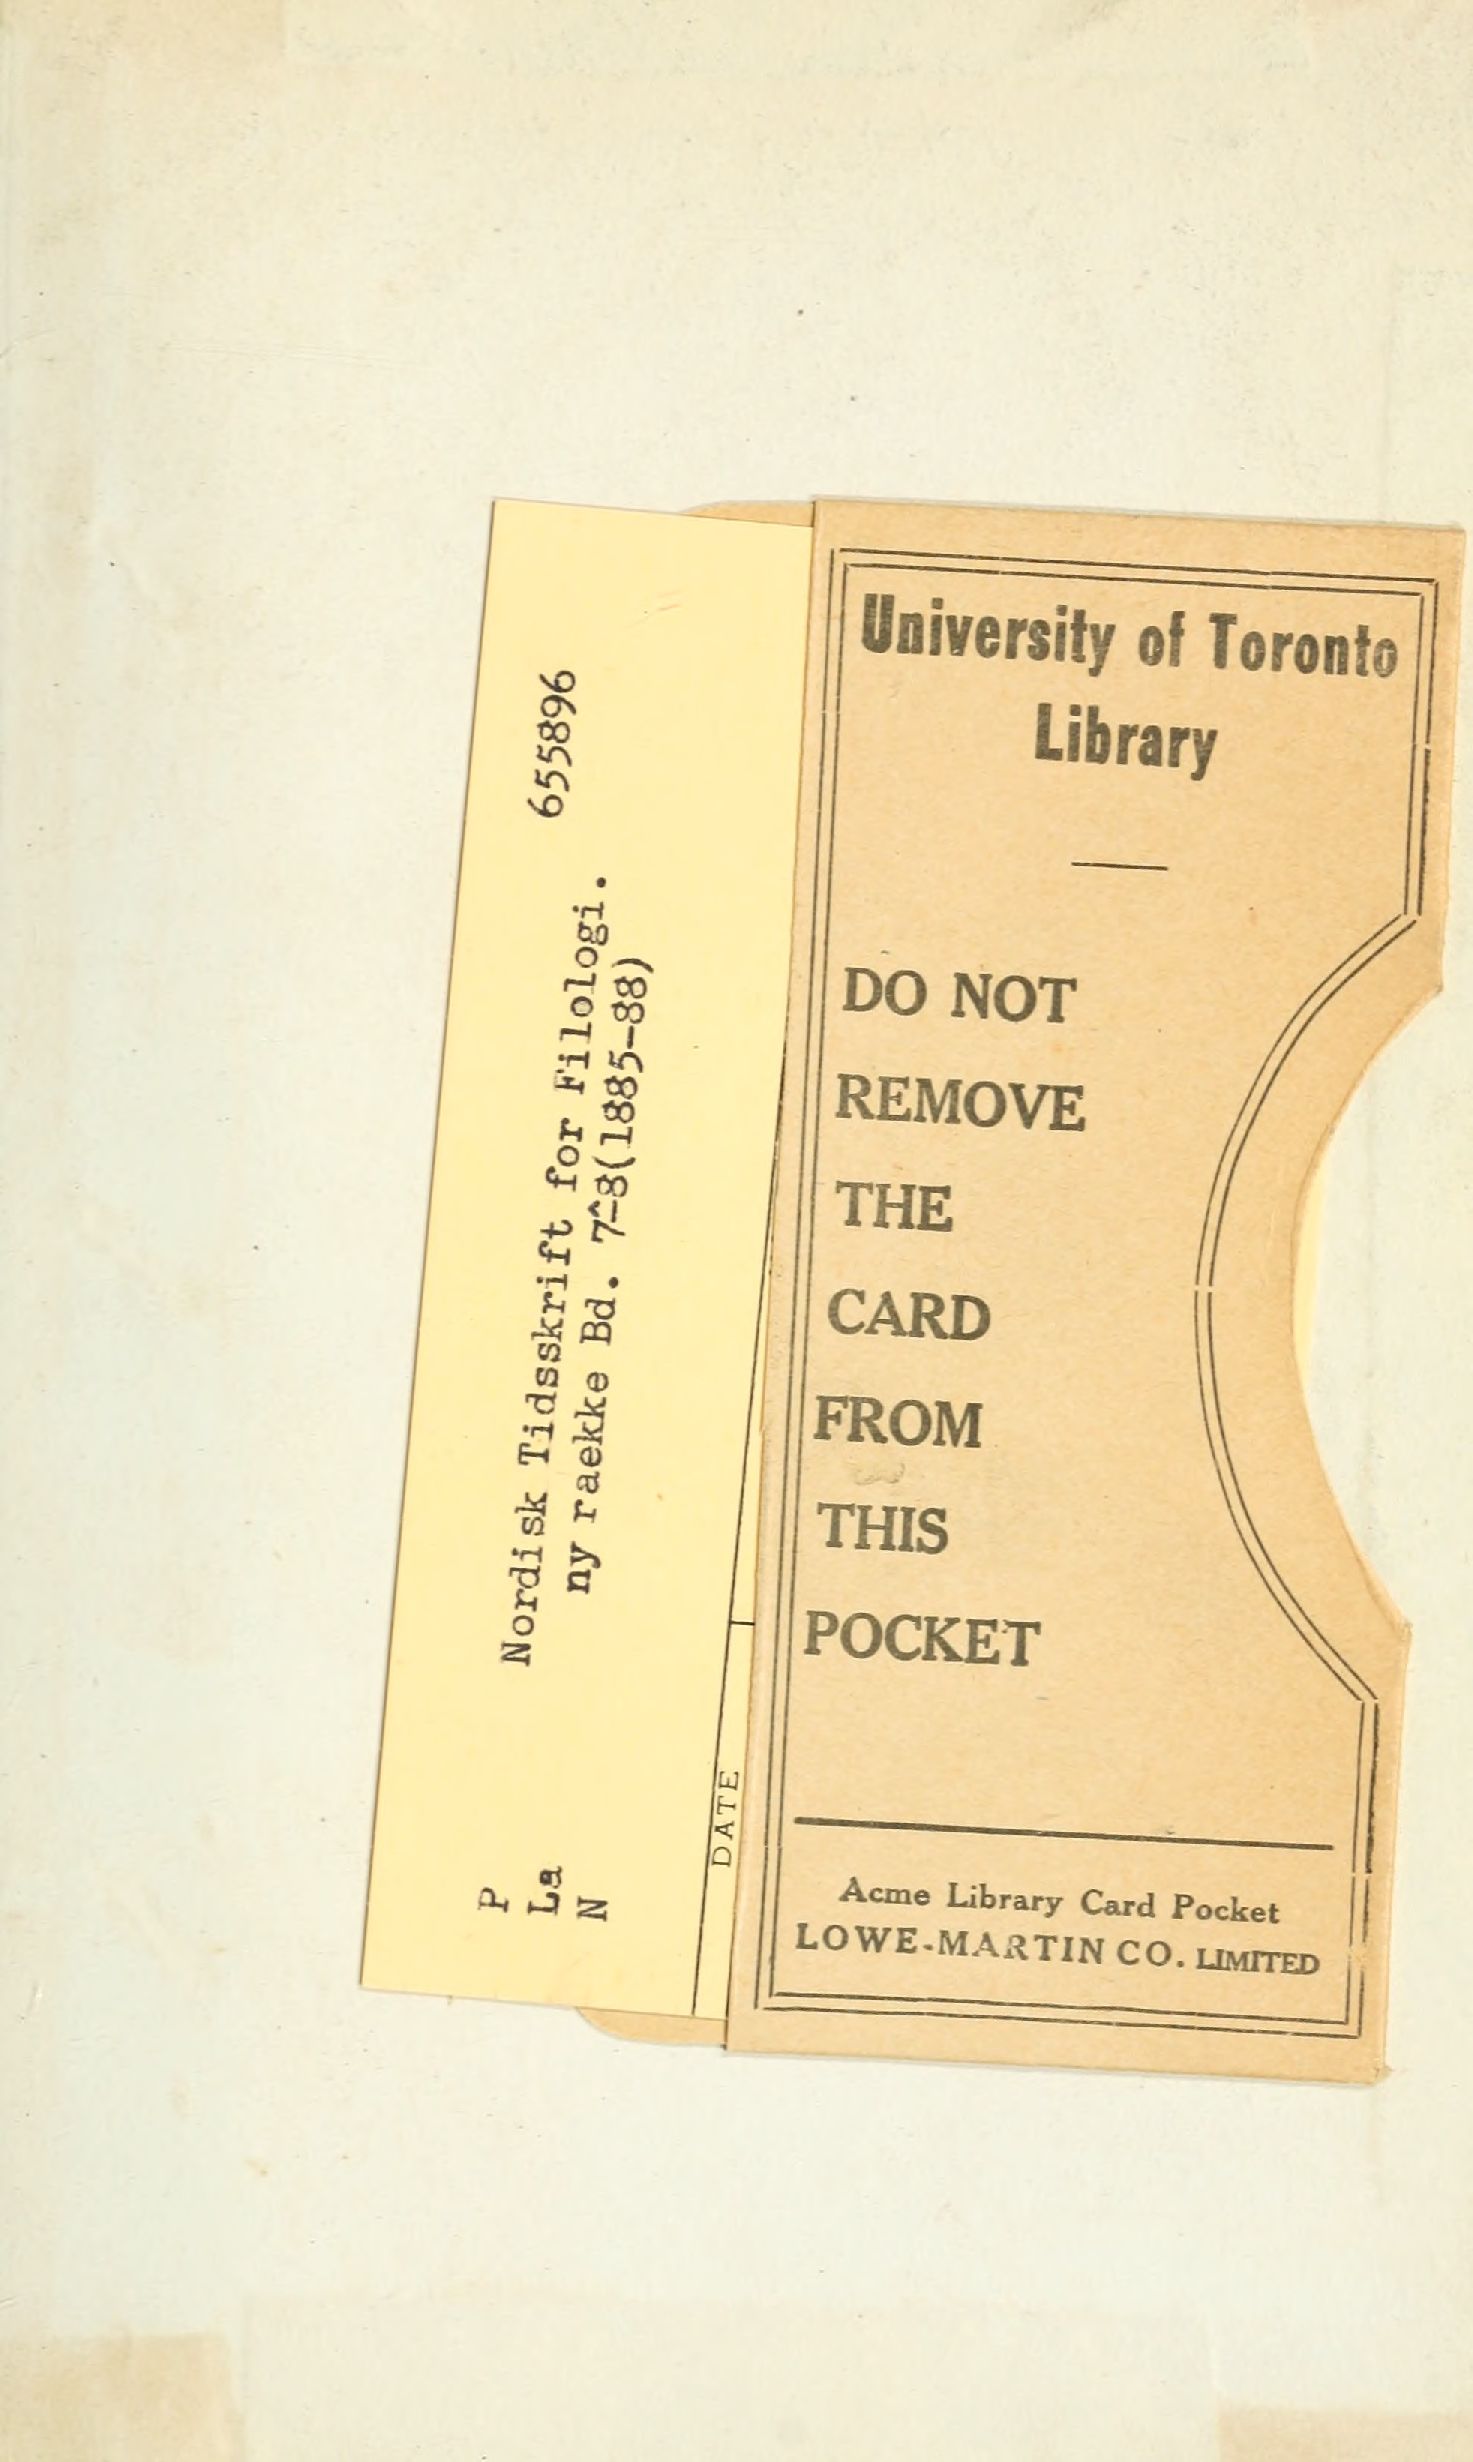 P
La
N
Nordisk Tidsskrift for Filologi.
ny raekke Bd. 7-8(1885-88)
655896
DATE
University of Toronto
Library
DO NOT
REMOVE
THE
CARD
FROM
THIS
POCKET
Acme Library Card Pocket
LOWE-MARTIN CO. LIMITED